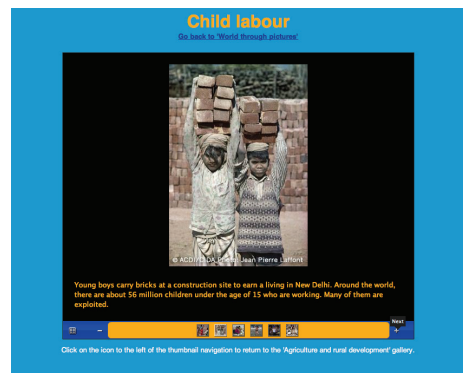 Child labour
Go back to 'World through pictures'
© ACDI/CIDA Photo: Jean Pierre Laffont
Young boys carry bricks at a construction site to earn a living in New Delhi. Around the world,
there are about 56 million children under the age of 15 who are working. Many of them are
exploited.
Next
Click on the icon to the left of the thumbnail navigation to return to the 'Agriculture and rural development' gallery.